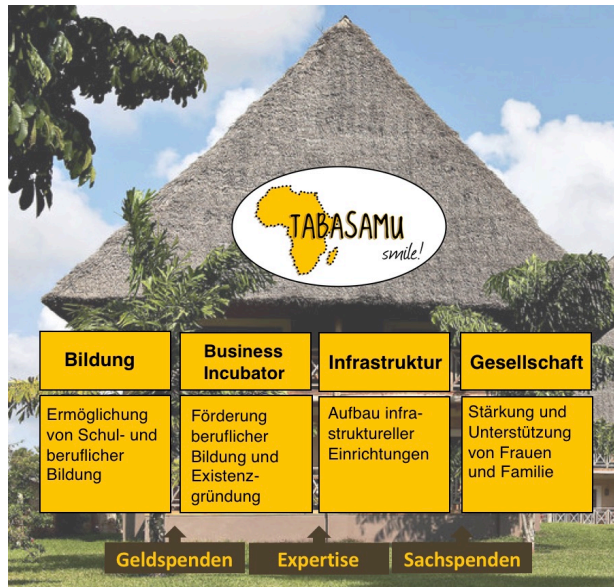 TABASAMU
smile!
Bildung
Ermöglichung
von Schul- und
beruflicher
Bildung
Business
Incubator
Förderung
beruflicher
Bildung und
Existenz-
gründung
Infrastruktur
Aufbau infra-
struktureller
Einrichtungen
Gesellschaft
Stärkung und
Unterstützung
von Frauen
und Familie
Geldspenden
Expertise
Sachspenden